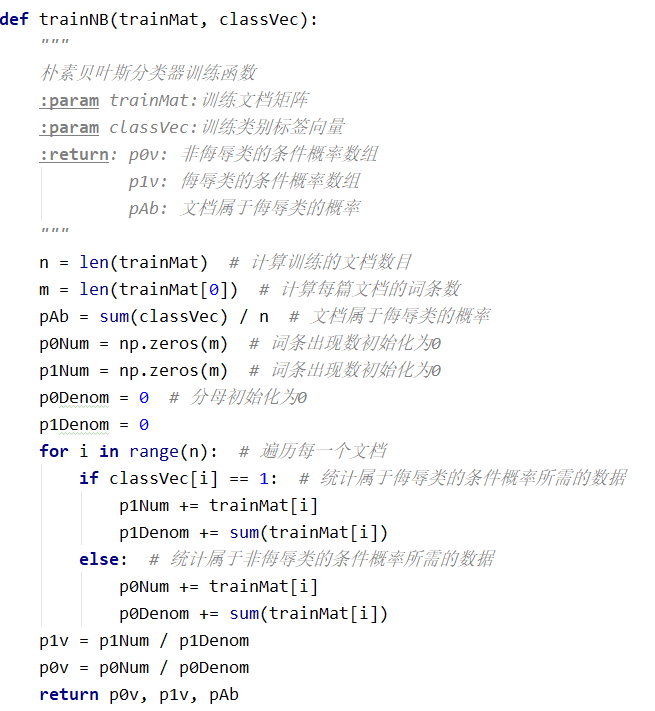 def trainNB(trainMat, classVec):
    """
    朴素贝叶斯分类器训练函数
    :param trainMat:训练文档矩阵
    :param classVec:训练类别标签向量
    :return: p0v: 非侮辱类的条件概率数组
             p1v: 侮辱类的条件概率数组
             pAb: 文档属于侮辱类的概率
    """
    n = len(trainMat)  # 计算训练的文档数目
    m = len(trainMat[0])  # 计算每篇文档的词条数
    pAb = sum(classVec) / n  # 文档属于侮辱类的概率
    p0Num = np.zeros(m)  # 词条出现数初始化为0
    p1Num = np.zeros(m)  # 词条出现数初始化为0
    p0Denom = 0  # 分母初始化为0
    p1Denom = 0
    for i in range(n):  # 遍历每一个文档
        if classVec[i] == 1:  # 统计属于侮辱类的条件概率所需的数据
            p1Num += trainMat[i]
            p1Denom += sum(trainMat[i])
        else:  # 统计属于非侮辱类的条件概率所需的数据
            p0Num += trainMat[i]
            p0Denom += sum(trainMat[i])
    p1v = p1Num / p1Denom
    p0v = p0Num / p0Denom
    return p0v, p1v, pAb